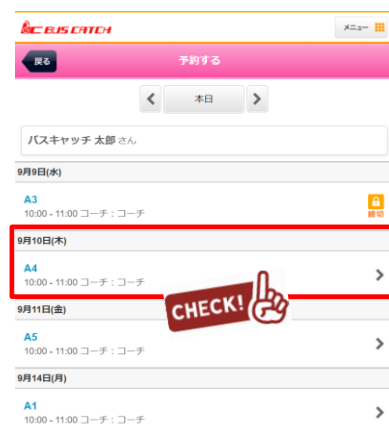 BUS CATCH
メニュー
戻る
予約する
本日
バスキャッチ 太郎 さん
9月9日(水)
A3
10:00 - 11:00 コーチ : コーチ
締切
9月10日(木)
A4
10:00 - 11:00 コーチ : コーチ
CHECK!
9月11日(金)
A5
10:00 - 11:00 コーチ : コーチ
9月14日(月)
A1
10:00 - 11:00 コーチ : コーチ